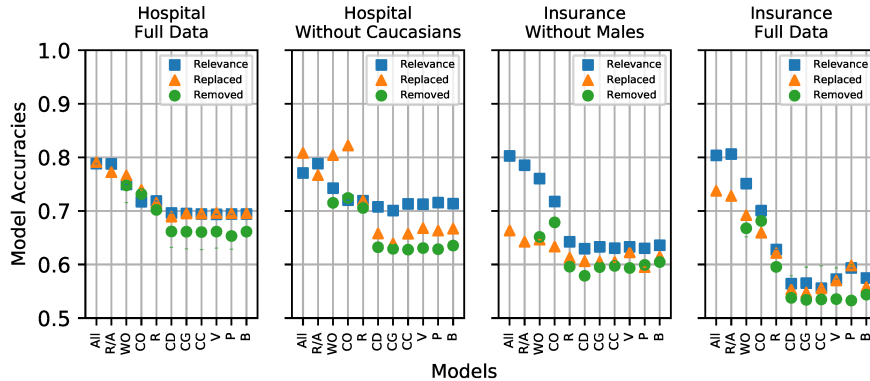 Hospital
Full Data
Hospital
Without Caucasians
Insurance
Without Males
Insurance
Full Data
Model Accuracies
1.0
0.9
0.8
0.7
0.6
0.5
Relevance
Replaced
Removed
Relevance
Replaced
Removed
Relevance
Replaced
Removed
Relevance
Replaced
Removed
All R/A WO CO R CD CG CC V P B
All R/A WO CO R CD CG CC V P B
All R/A WO CO R CD CG CC V P B
All R/A WO CO R CD CG CC V P B
Models